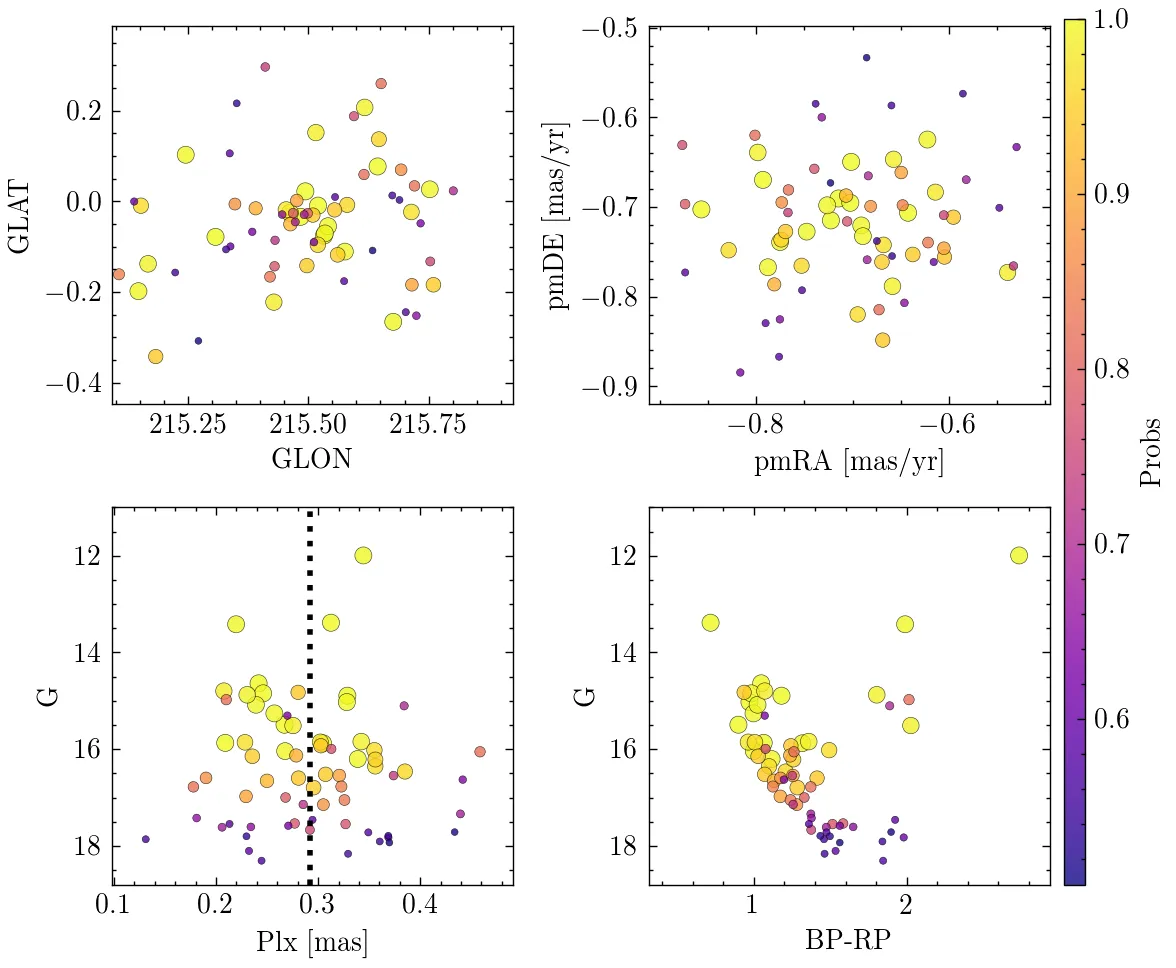 0.2
0.0
−0.2
−0.4
GLAT
215.25 215.50 215.75
GLON
−0.5
−0.6
−0.7
−0.8
−0.9
pmDE [mas/yr]
−0.8 −0.6
pmRA [mas/yr]
12
14
16
18
G
0.1 0.2 0.3 0.4
Plx [mas]
12
14
16
18
G
1 2
BP-RP
1.0
0.9
0.8
0.7
0.6
Probs